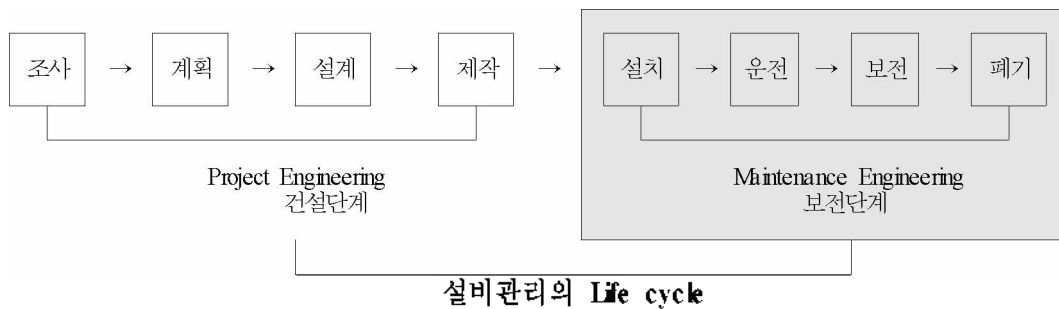 조사 → 계획 → 설계 → 제작 → 설치 → 운전 → 보전 → 폐기
Project Engineering
건설단계
Maintenance Engineering
보전단계
설비관리의 Life cycle